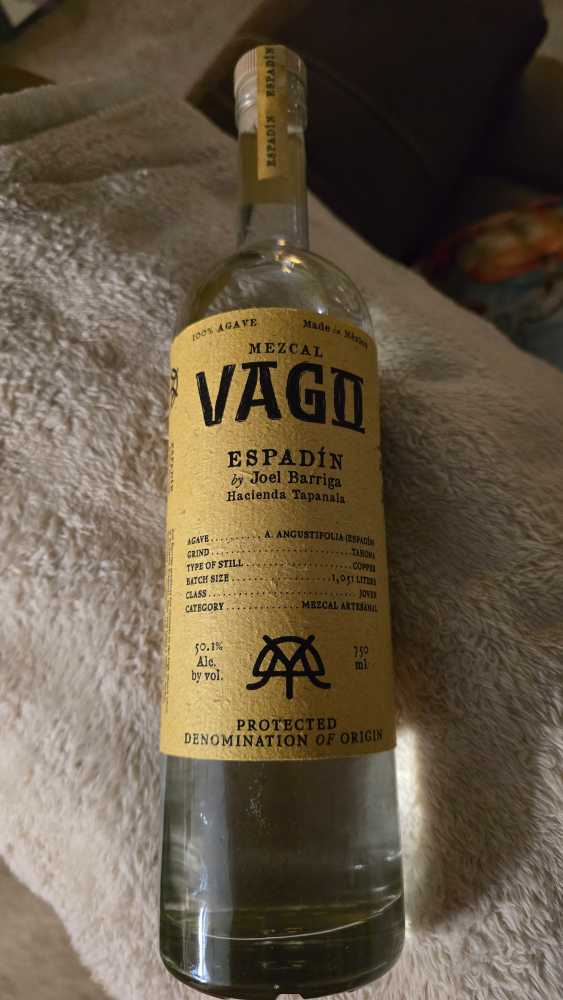 ESPADÍN ESPADÍN
100% AGAVE Made in México
MEZCAL
VAGO
ESPADÍN
by Joel Barriga
Hacienda Tapanala
AGAVE .......... A. ANGUSTIFOLIA (ESPADÍN)
GRIND .......... TAHONA
TYPE OF STILL .......... COPPER
BATCH SIZE .......... 1,051 LITERS
CLASS .......... JOVEN
CATEGORY .......... MEZCAL ARTESANAL
50.1%
Alc.
by vol.
750
ml
PROTECTED
DENOMINATION OF ORIGIN